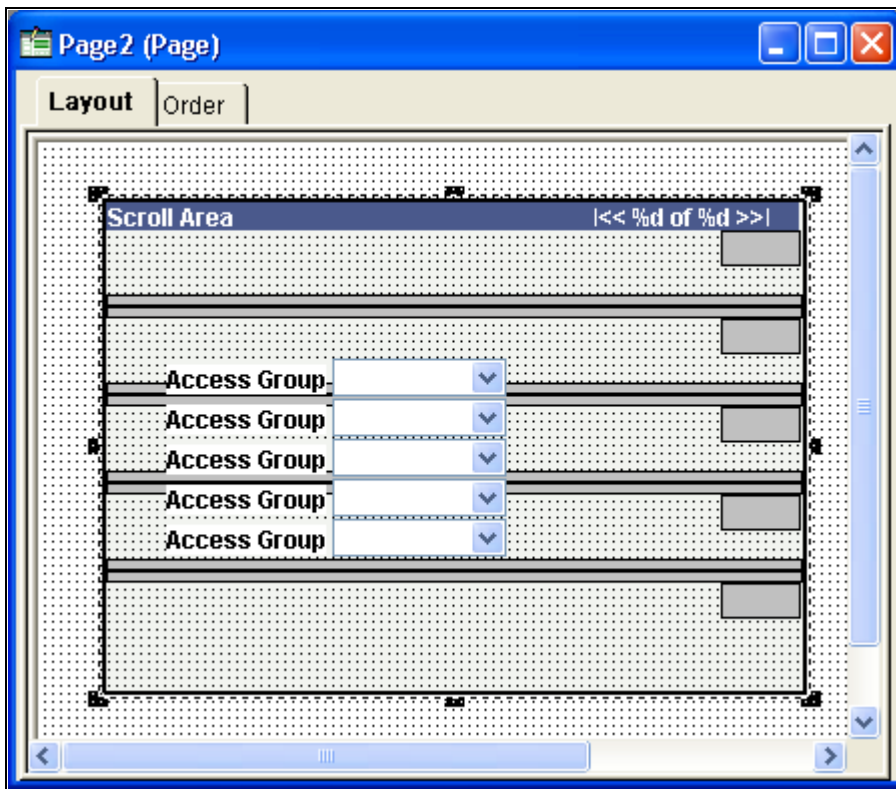 Page2 (Page)
Layout Order
Scroll Area |<< %d of %d >>|
Access Group
Access Group
Access Group
Access Group
Access Group